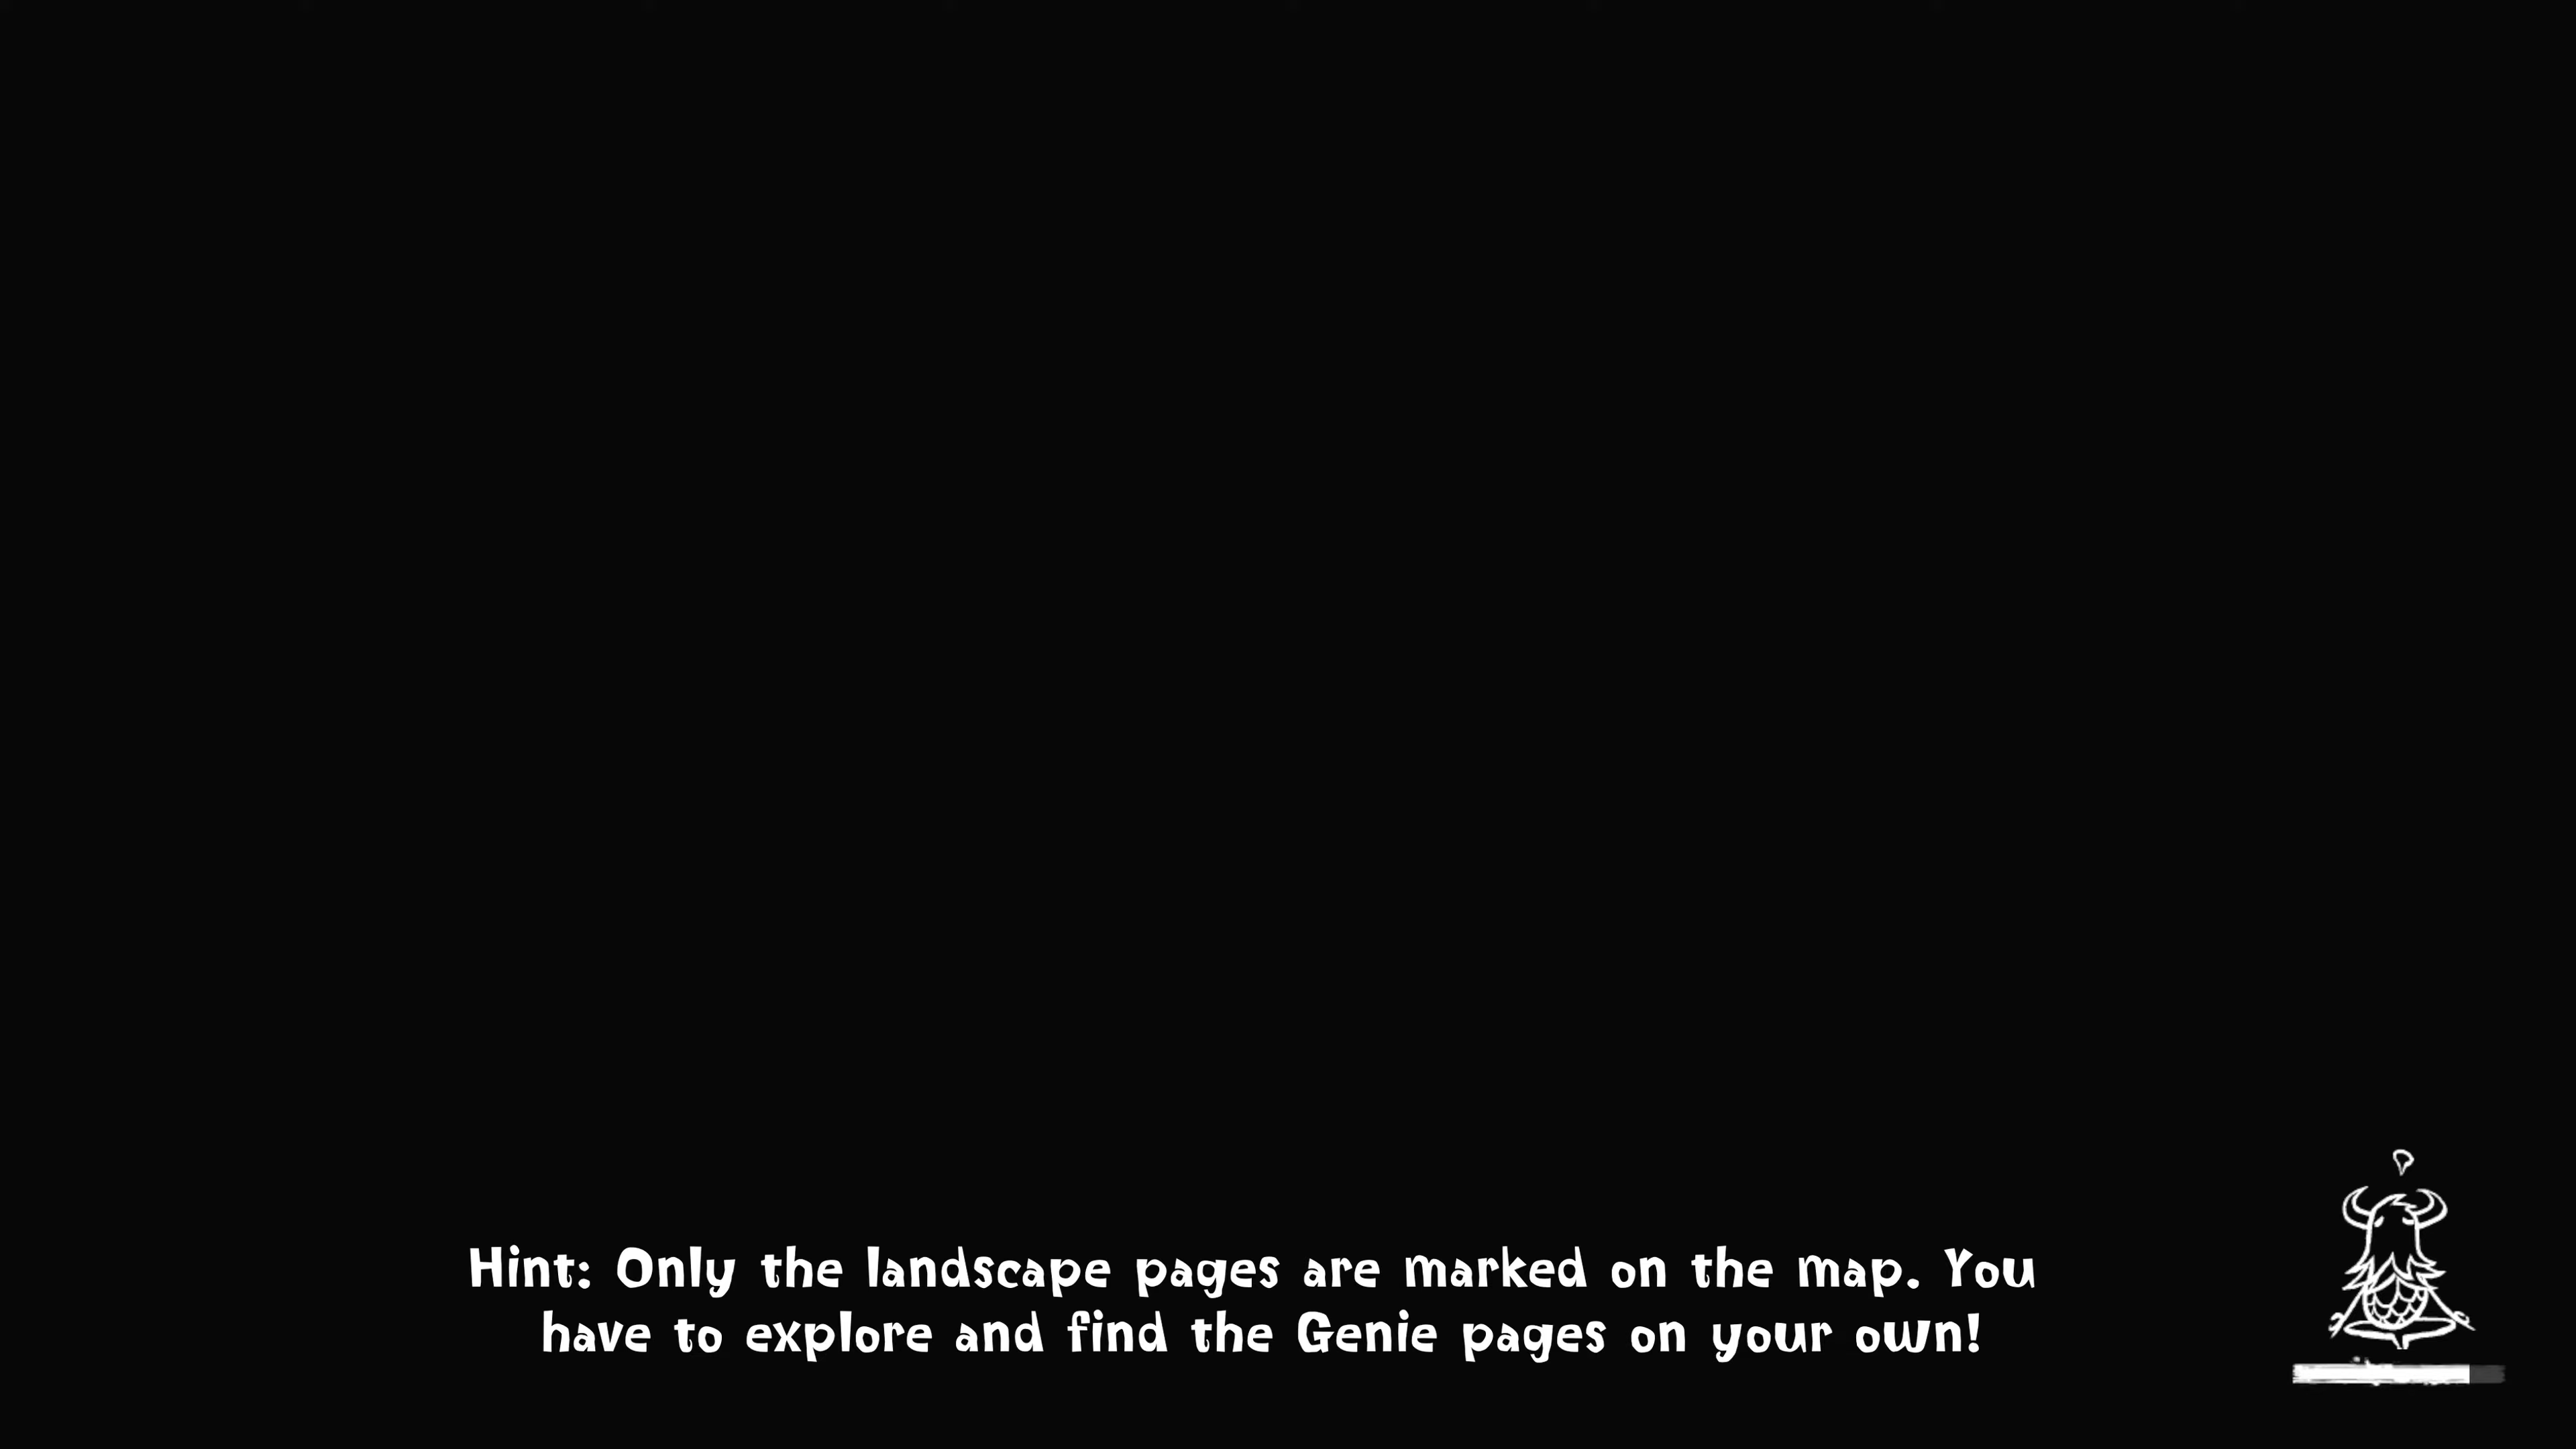 Hint: Only the landscape pages are marked on the map. You
have to explore and find the Genie pages on your own!